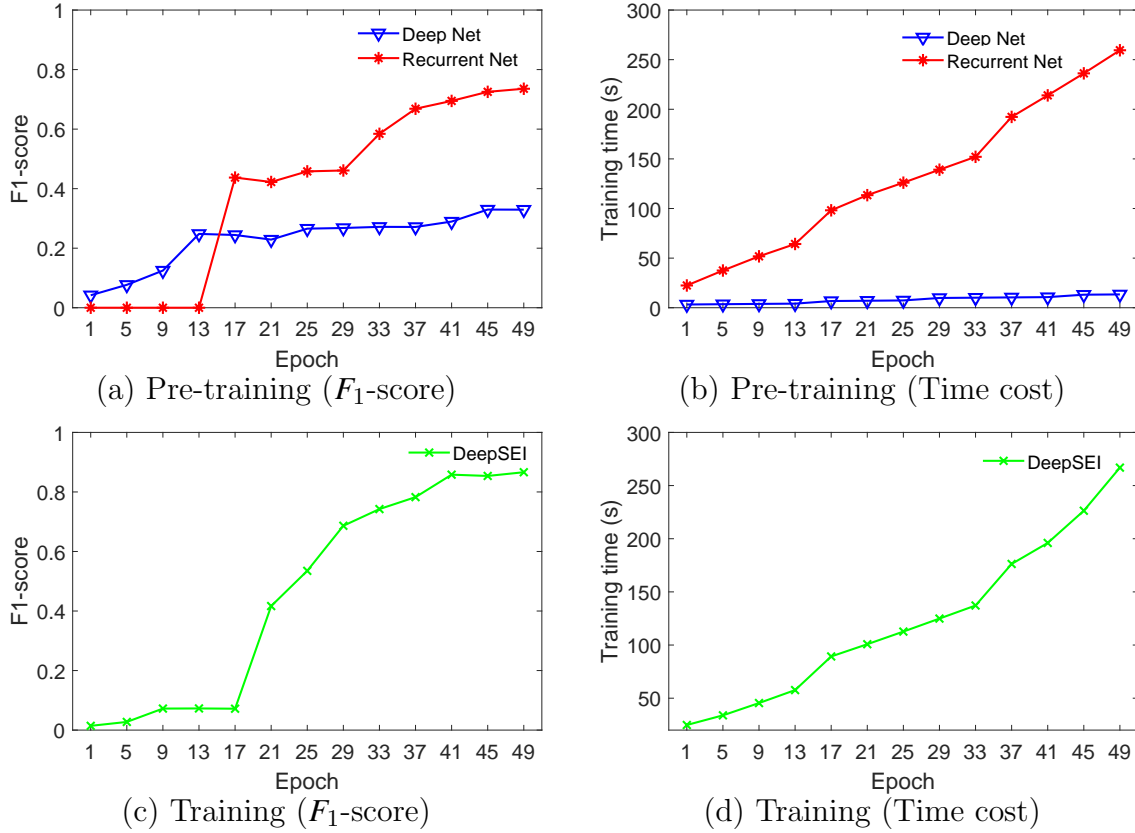 Deep Net
Recurrent Net
F1-score
1
0.8
0.6
0.4
0.2
0
1 5 9 13 17 21 25 29 33 37 41 45 49
Epoch
(a) Pre-training (F₁-score)
Deep Net
Recurrent Net
Training time (s)
300
250
200
150
100
50
0
1 5 9 13 17 21 25 29 33 37 41 45 49
Epoch
(b) Pre-training (Time cost)
DeepSEI
F1-score
1
0.8
0.6
0.4
0.2
0
1 5 9 13 17 21 25 29 33 37 41 45 49
Epoch
(c) Training (F₁-score)
DeepSEI
Training time (s)
300
250
200
150
100
50
1 5 9 13 17 21 25 29 33 37 41 45 49
Epoch
(d) Training (Time cost)